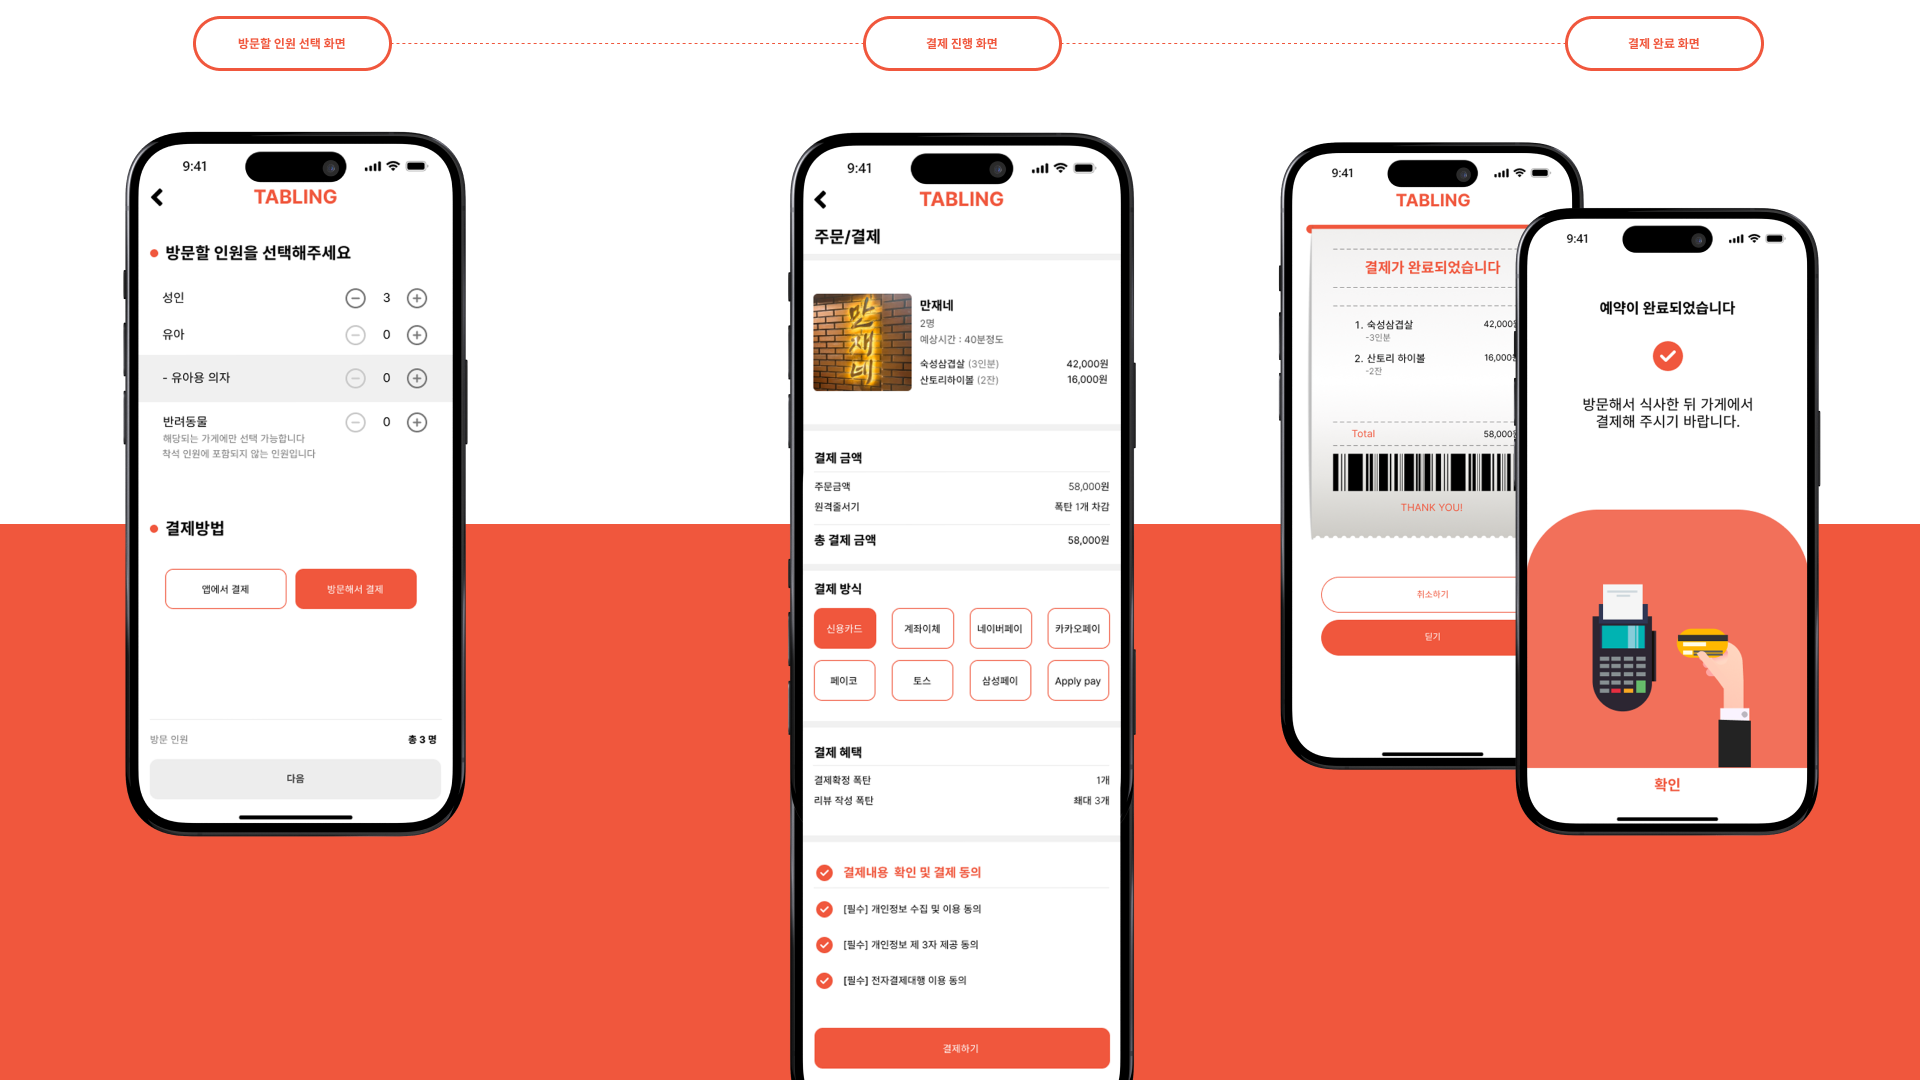 방문할 인원 선택 화면
결제 진행 화면
결제 완료 화면
9:41
TABLING
방문할 인원을 선택해주세요
성인 3
유아 0
- 유아용 의자 0
반려동물 0
해당되는 가게에만 선택 가능합니다
착석 인원에 포함되지 않는 인원입니다
결제방법
앱에서 결제 방문해서 결제
방문 인원 총 3 명
다음
9:41
TABLING
주문/결제
만재네
만재네
2명
예상시간 : 40분정도
숙성삼겹살 (3인분) 42,000원
산토리하이볼 (2잔) 16,000원
결제 금액
주문금액 58,000원
원격줄서기 폭탄 1개 차감
총 결제 금액 58,000원
결제 방식
신용카드 계좌이체 네이버페이 카카오페이
페이코 토스 삼성페이 Apply pay
결제 혜택
결제확정 폭탄 1개
리뷰 작성 폭탄 쵀대 3개
결제내용 확인 및 결제 동의
[필수] 개인정보 수집 및 이용 동의
[필수] 개인정보 제 3자 제공 동의
[필수] 전자결제대행 이용 동의
결제하기
9:41
TABLING
결제가 완료되었습니다
1. 숙성삼겹살 42,000
-3인분
2. 산토리 하이볼 16,000
-2잔
Total 58,000
THANK YOU!
취소하기
닫기
9:41
예약이 완료되었습니다
방문해서 식사한 뒤 가게에서
결제해 주시기 바랍니다.
확인